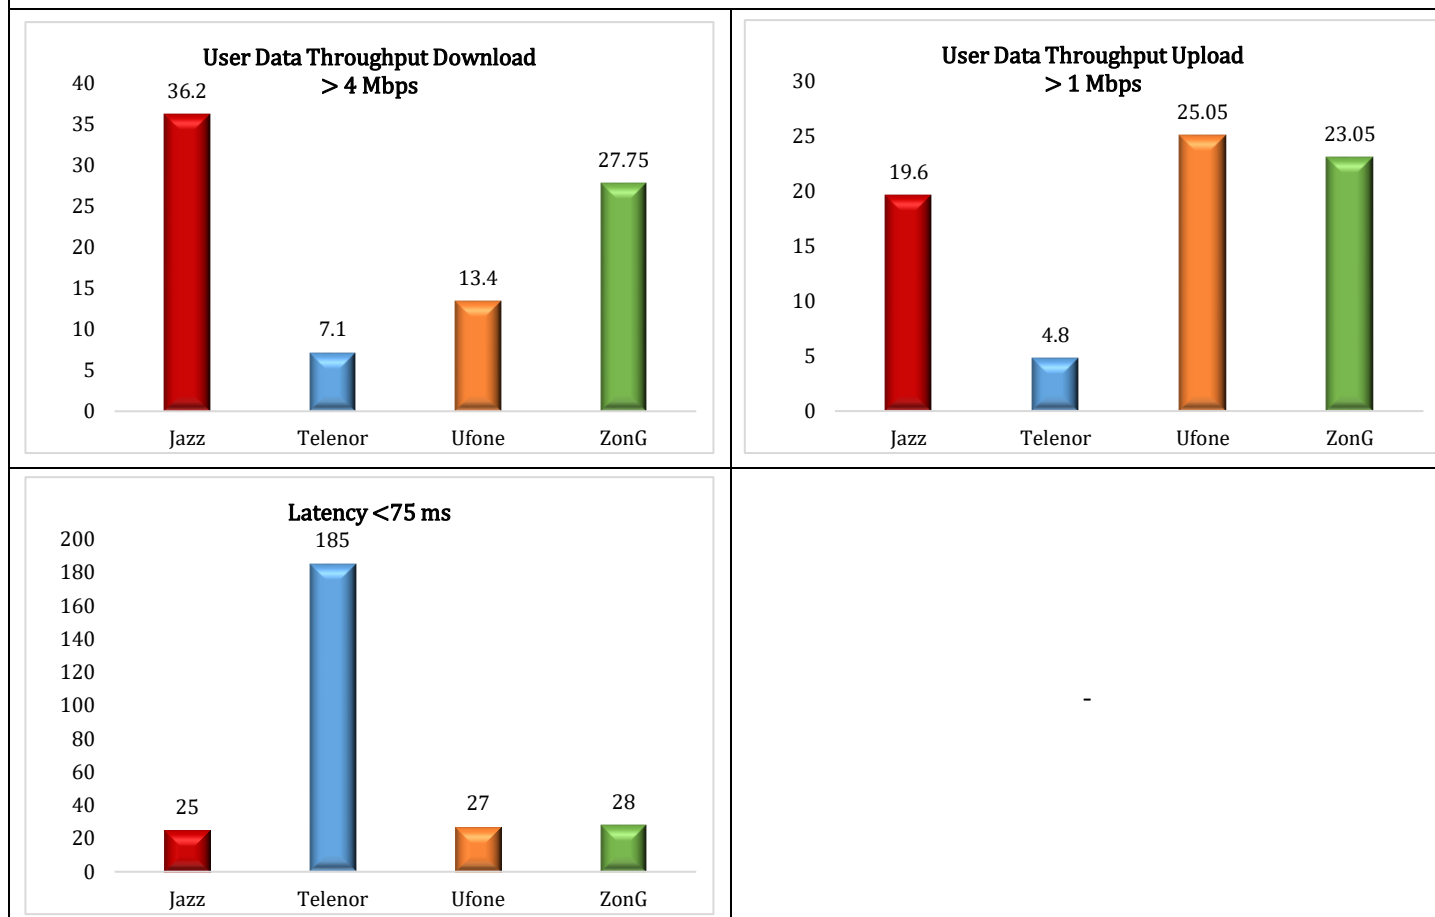 User Data Throughput Download
> 4 Mbps
40
35
30
25
20
15
10
5
0
36.2
7.1
13.4
27.75
Jazz
Telenor
Ufone
ZonG
User Data Throughput Upload
> 1 Mbps
30
25
20
15
10
5
0
19.6
4.8
25.05
23.05
Jazz
Telenor
Ufone
ZonG
Latency <75 ms
200
180
160
140
120
100
80
60
40
20
0
25
185
27
28
Jazz
Telenor
Ufone
ZonG
-